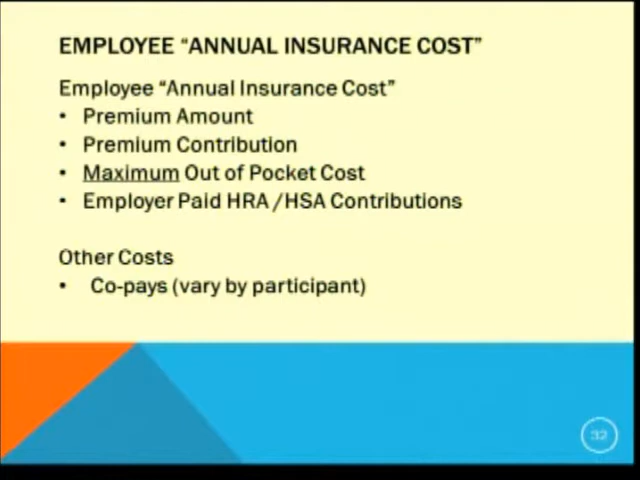 EMPLOYEE “ANNUAL INSURANCE COST”
Employee “Annual Insurance Cost”
• Premium Amount
• Premium Contribution
• Maximum Out of Pocket Cost
• Employer Paid HRA /HSA Contributions
Other Costs
• Co-pays (vary by participant)
32